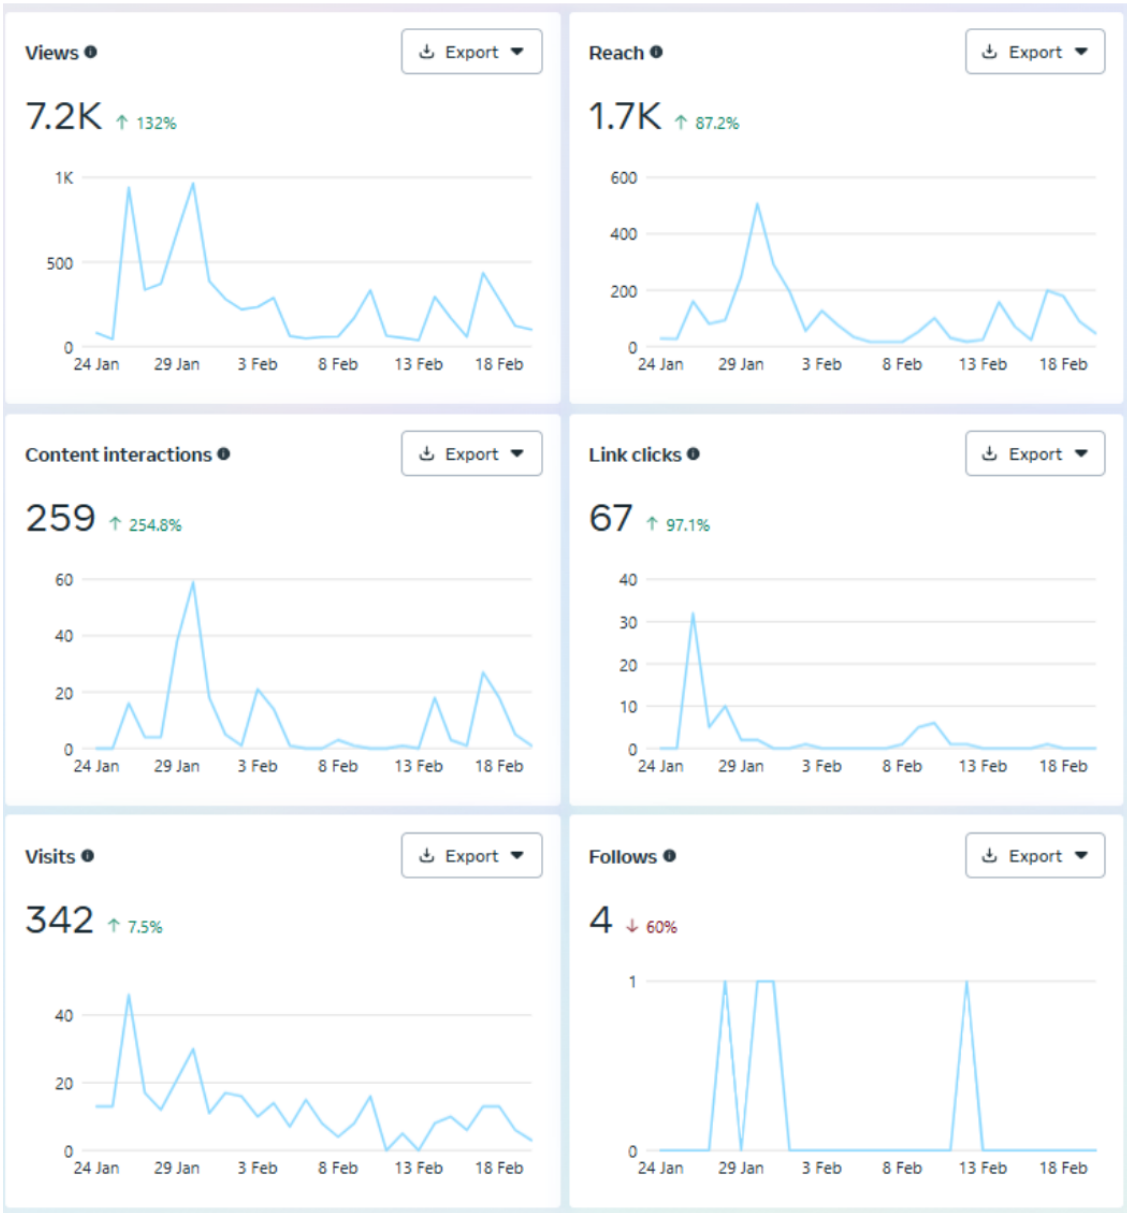 Views
Export
7.2K ↑ 132%
1K
500
0
24 Jan 29 Jan 3 Feb 8 Feb 13 Feb 18 Feb
Reach
Export
1.7K ↑ 87.2%
600
400
200
0
24 Jan 29 Jan 3 Feb 8 Feb 13 Feb 18 Feb
Content interactions
Export
259 ↑ 254.8%
60
40
20
0
24 Jan 29 Jan 3 Feb 8 Feb 13 Feb 18 Feb
Link clicks
Export
67 ↑ 97.1%
40
30
20
10
0
24 Jan 29 Jan 3 Feb 8 Feb 13 Feb 18 Feb
Visits
Export
342 ↑ 7.5%
40
20
0
24 Jan 29 Jan 3 Feb 8 Feb 13 Feb 18 Feb
Follows
Export
4 ↓ 60%
1
0
24 Jan 29 Jan 3 Feb 8 Feb 13 Feb 18 Feb